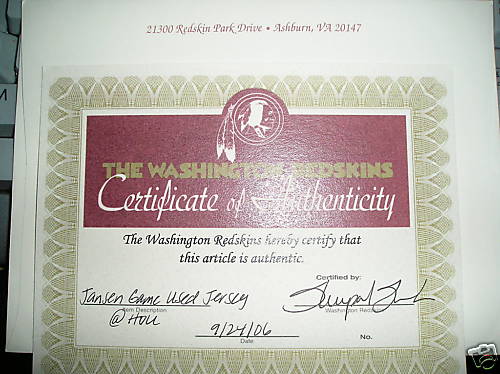 21300 Redskin Park Drive • Ashburn, VA 20147
THE WASHINGTON REDSKINS
Certificate of Authenticity
The Washington Redskins hereby certify that
this article is authentic.
Certified by:
Jansen Game Used Jersey
Item Description
Washington Redskins
@ HOU
9/24/06
Date
No.